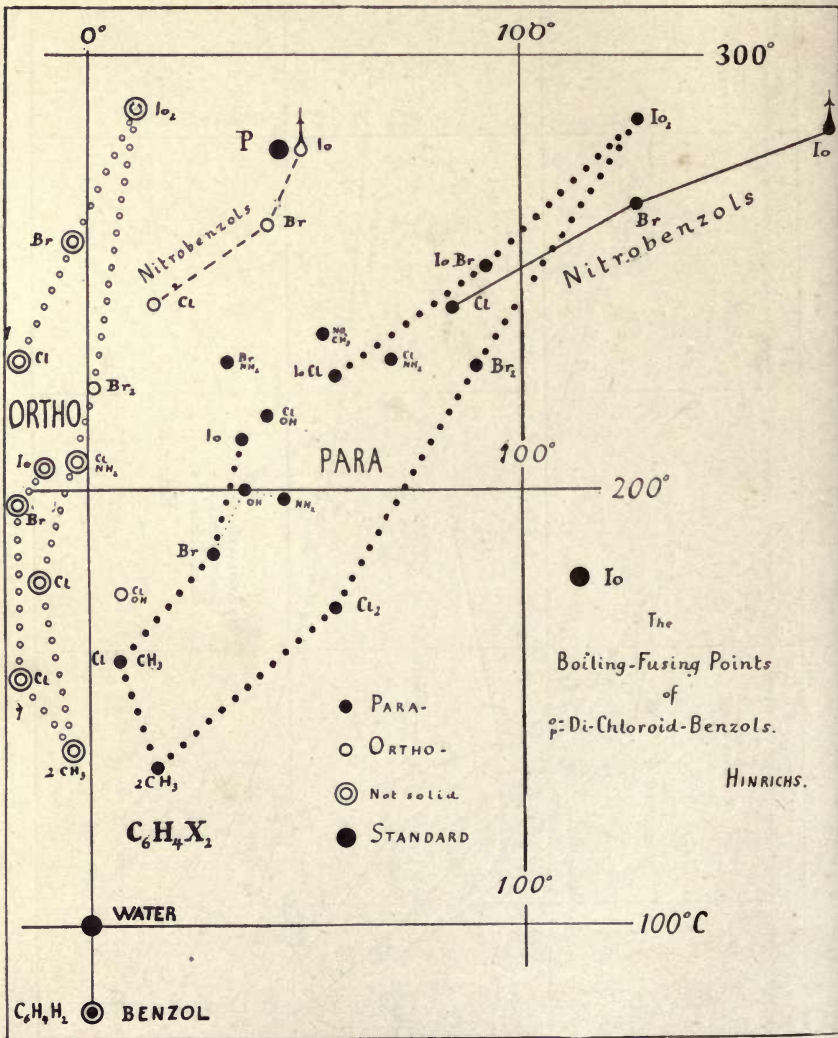 0° 100°
300°
Io₂
P Io Io₂
Io
Br Br Br
Nitrobenzols
Nitrobenzols
Io Br
Cl Cl
NO₂
CH₃
Cl
Br
NH₂
Io Cl
Cl
NH₂
Br₂
Br₂
ORTHO
Cl
OH
Io
PARA
100°
Io
Cl
NH₂
200°
OH NH₂
Br
Br
Io
Cl
Cl
OH
Cl₂
The
Boiling-Fusing Points
of
o-
p- Di-Chloroid-Benzols.
HINRICHS.
Cl CH₃
Cl
PARA-
ORTHO-
Not solid
STANDARD
2CH₃
2CH₃
C₆H₄X₂
100°
WATER
100°C
C₆H₄H₂ BENZOL